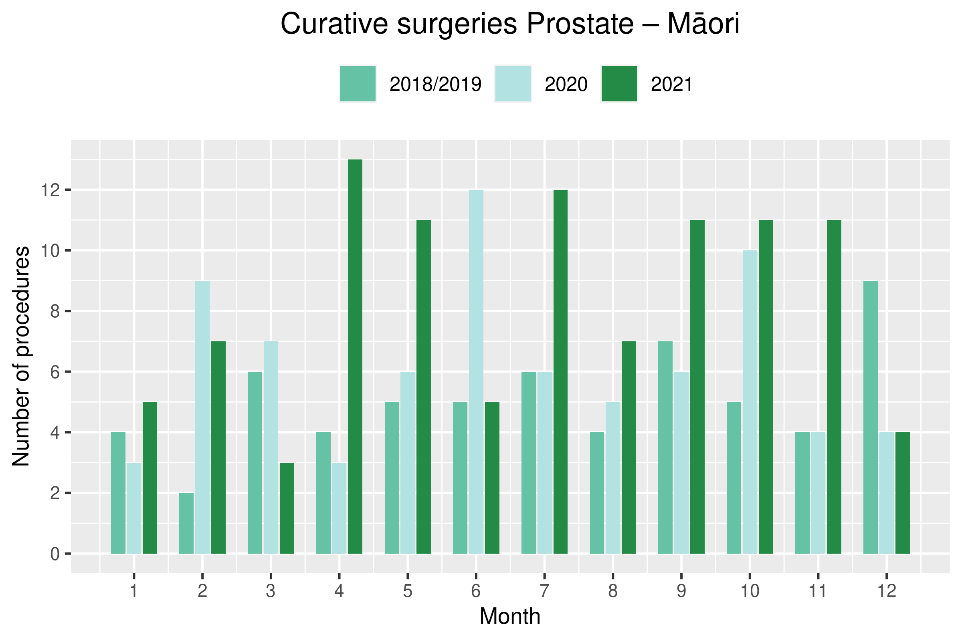 Curative surgeries Prostate – Māori
2018/2019 2020 2021
Number of procedures
12
10
8
6
4
2
0
1 2 3 4 5 6 7 8 9 10 11 12
Month